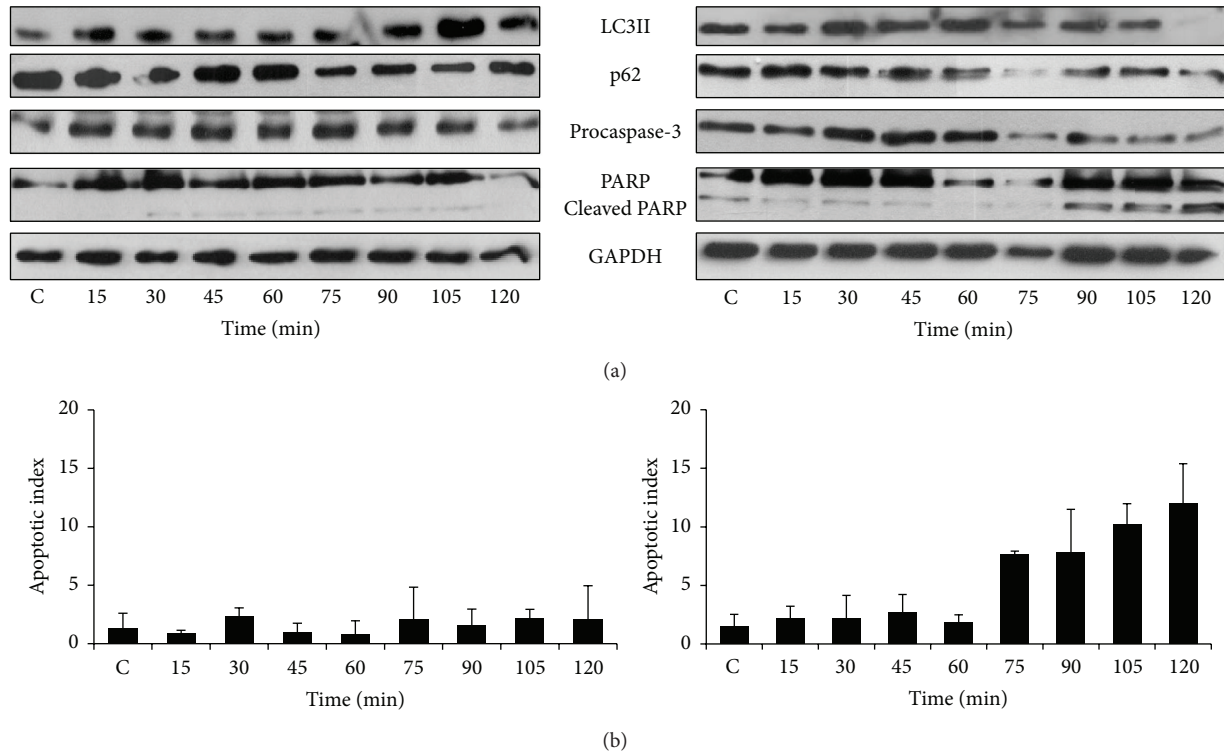 LC3II
p62
Procaspase-3
PARP
Cleaved PARP
GAPDH
C 15 30 45 60 75 90 105 120
C 15 30 45 60 75 90 105 120
Time (min)
Time (min)
(a)
20
15
10
5
0
Apoptotic index
C 15 30 45 60 75 90 105 120
Time (min)
20
15
10
5
0
Apoptotic index
C 15 30 45 60 75 90 105 120
Time (min)
(b)